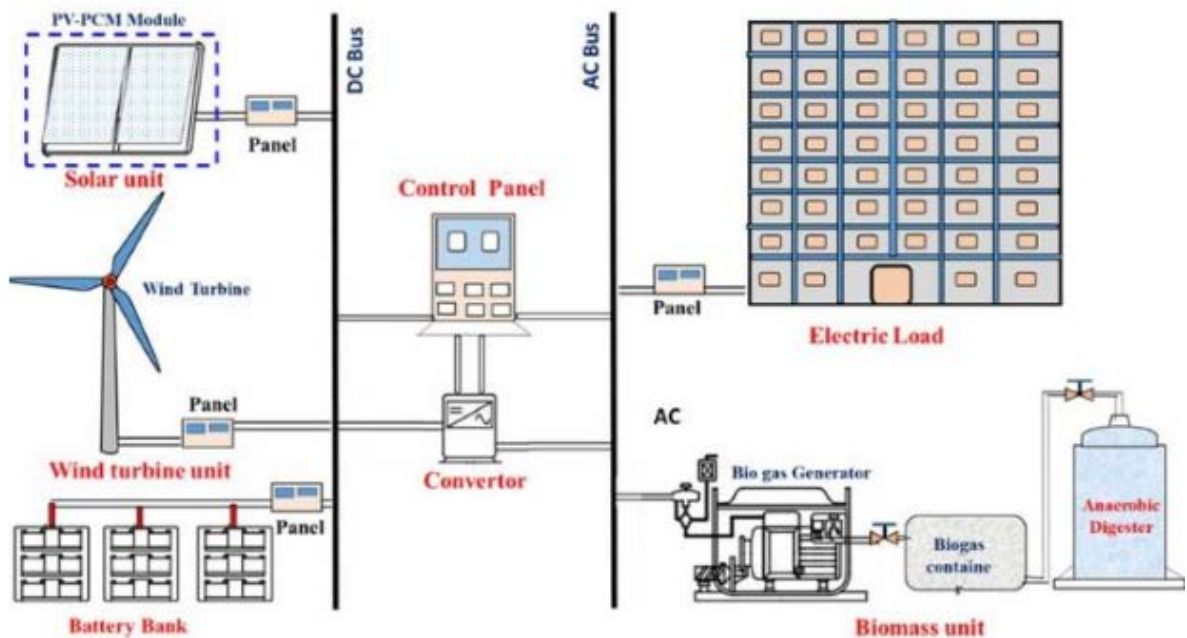 PV-PCM Module
Panel
Solar unit
DC Bus
AC Bus
Control Panel
Wind Turbine
Panel
Electric Load
Panel
Wind turbine unit
Convertor
AC
Bio gas Generator
Anaerobic
Digester
Biogas
containe
Panel
Battery Bank
Biomass unit